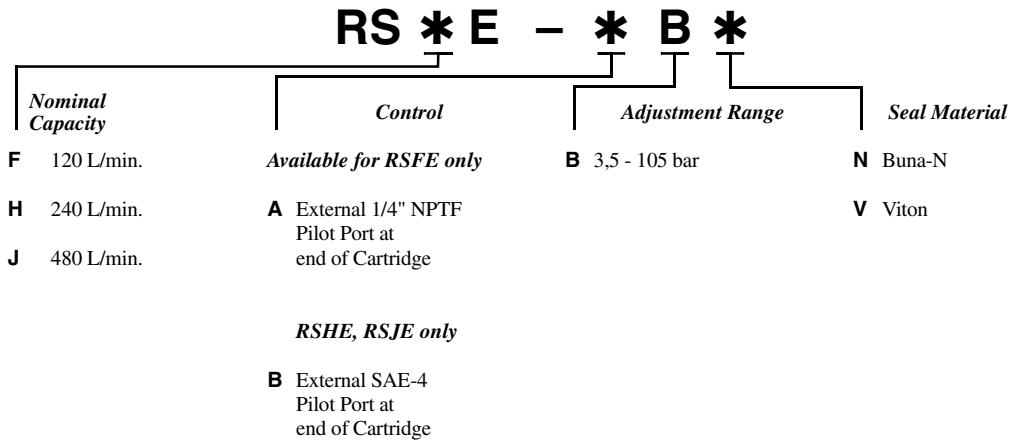 RS ✱ E – ✱ B ✱
Nominal
Capacity
F 120 L/min.
H 240 L/min.
J 480 L/min.
Control
Available for RSFE only
A External 1/4" NPTF
Pilot Port at
end of Cartridge
RSHE, RSJE only
B External SAE-4
Pilot Port at
end of Cartridge
Adjustment Range
B 3,5 - 105 bar
Seal Material
N Buna-N
V Viton